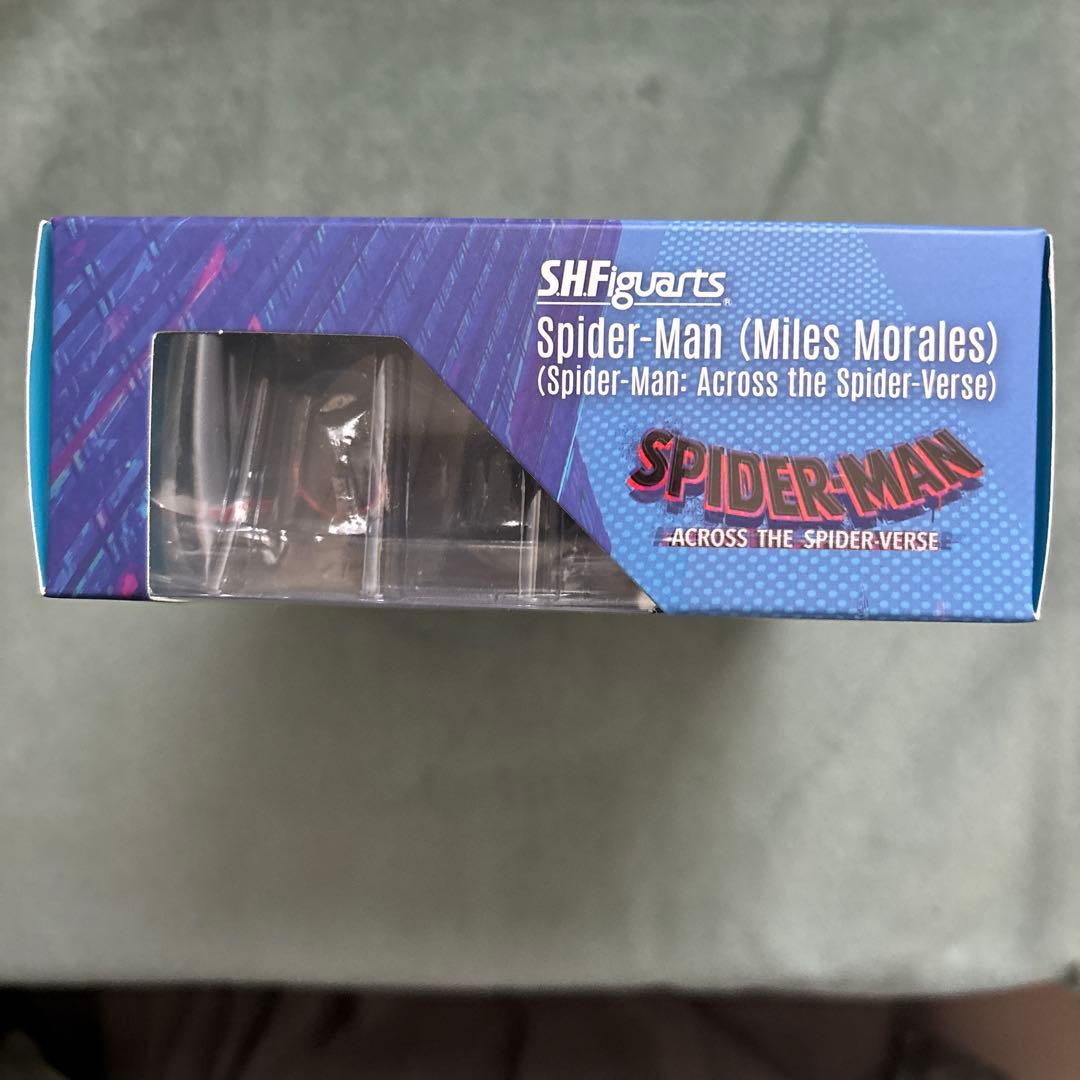 S.H.Figuarts®
Spider-Man (Miles Morales)
(Spider-Man: Across the Spider-Verse)
SPIDER-MAN
ACROSS THE SPIDER-VERSE